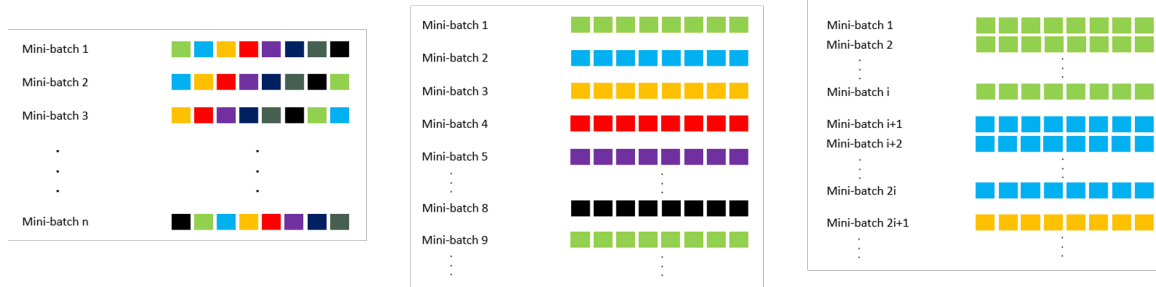 Mini-batch 1
Mini-batch 2
Mini-batch 3
Mini-batch n
Mini-batch 1
Mini-batch 2
Mini-batch 3
Mini-batch 4
Mini-batch 5
Mini-batch 8
Mini-batch 9
Mini-batch 1
Mini-batch 2
Mini-batch i
Mini-batch i+1
Mini-batch i+2
Mini-batch 2i
Mini-batch 2i+1